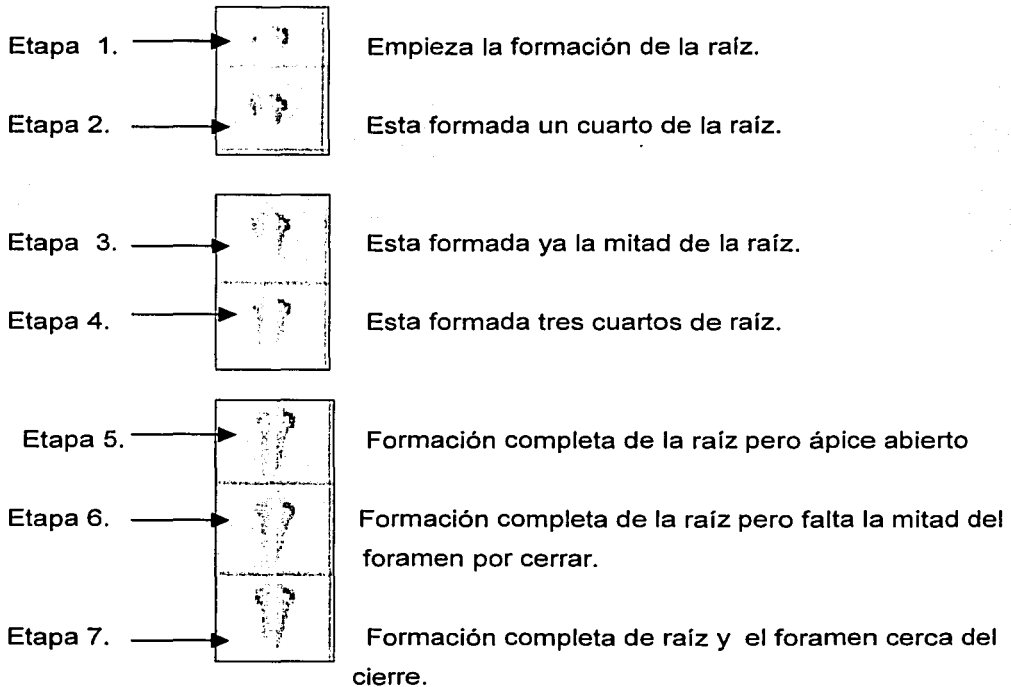 Etapa 1. Empieza la formación de la raíz.
Etapa 2. Esta formada un cuarto de la raíz.
Etapa 3. Esta formada ya la mitad de la raíz.
Etapa 4. Esta formada tres cuartos de raíz.
Etapa 5. Formación completa de la raíz pero ápice abierto
Etapa 6. Formación completa de la raíz pero falta la mitad del
foramen por cerrar.
Etapa 7. Formación completa de raíz y el foramen cerca del
cierre.